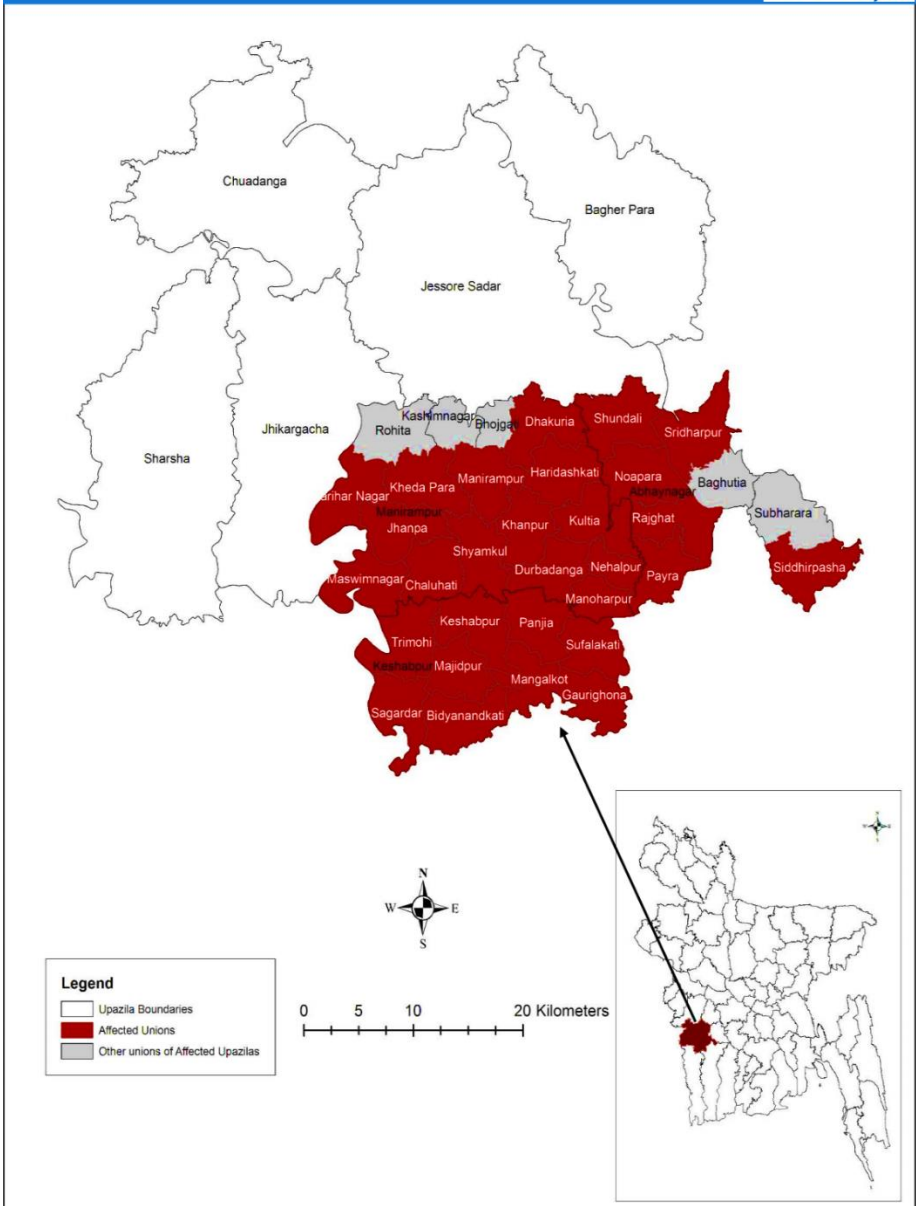 Chuadanga
Bagher Para
Jessore Sadar
Jhikargacha
Sharsha
Kashimnagar
Rohita
Dhakuria
Shundali
Sridharpur
Haridashkati
Manirampur
Kheda Para
Noapara
Baghutia
Abhaynagar
Manirampur
Jhanpa
Khanpur
Kultia
Rajghat
Subharara
Shyamkul
Siddhirpasha
Durbadanga
Nehalpur
Payra
Maswimnagar
Chaluhati
Manoharpur
Keshabpur
Panjia
Trimohi
Sufalakati
Keshabpur
Majidpur
Mangalkot
Gaurighona
Sagardar
Bidyanandkati
N
W E
S
Legend
Upazila Boundaries
Affected Unions
Other unions of Affected Upazilas
0 5 10 20 Kilometers